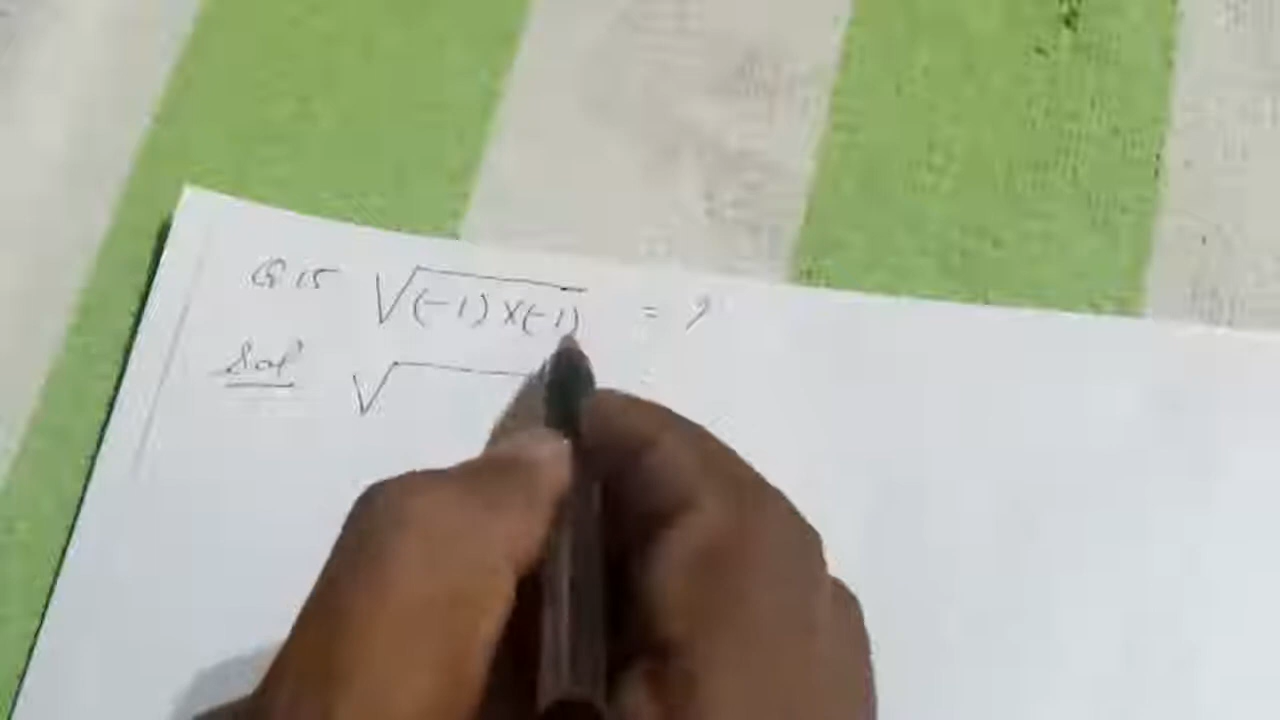 Q 15 √(-1)×(-1) = ?
Sol √